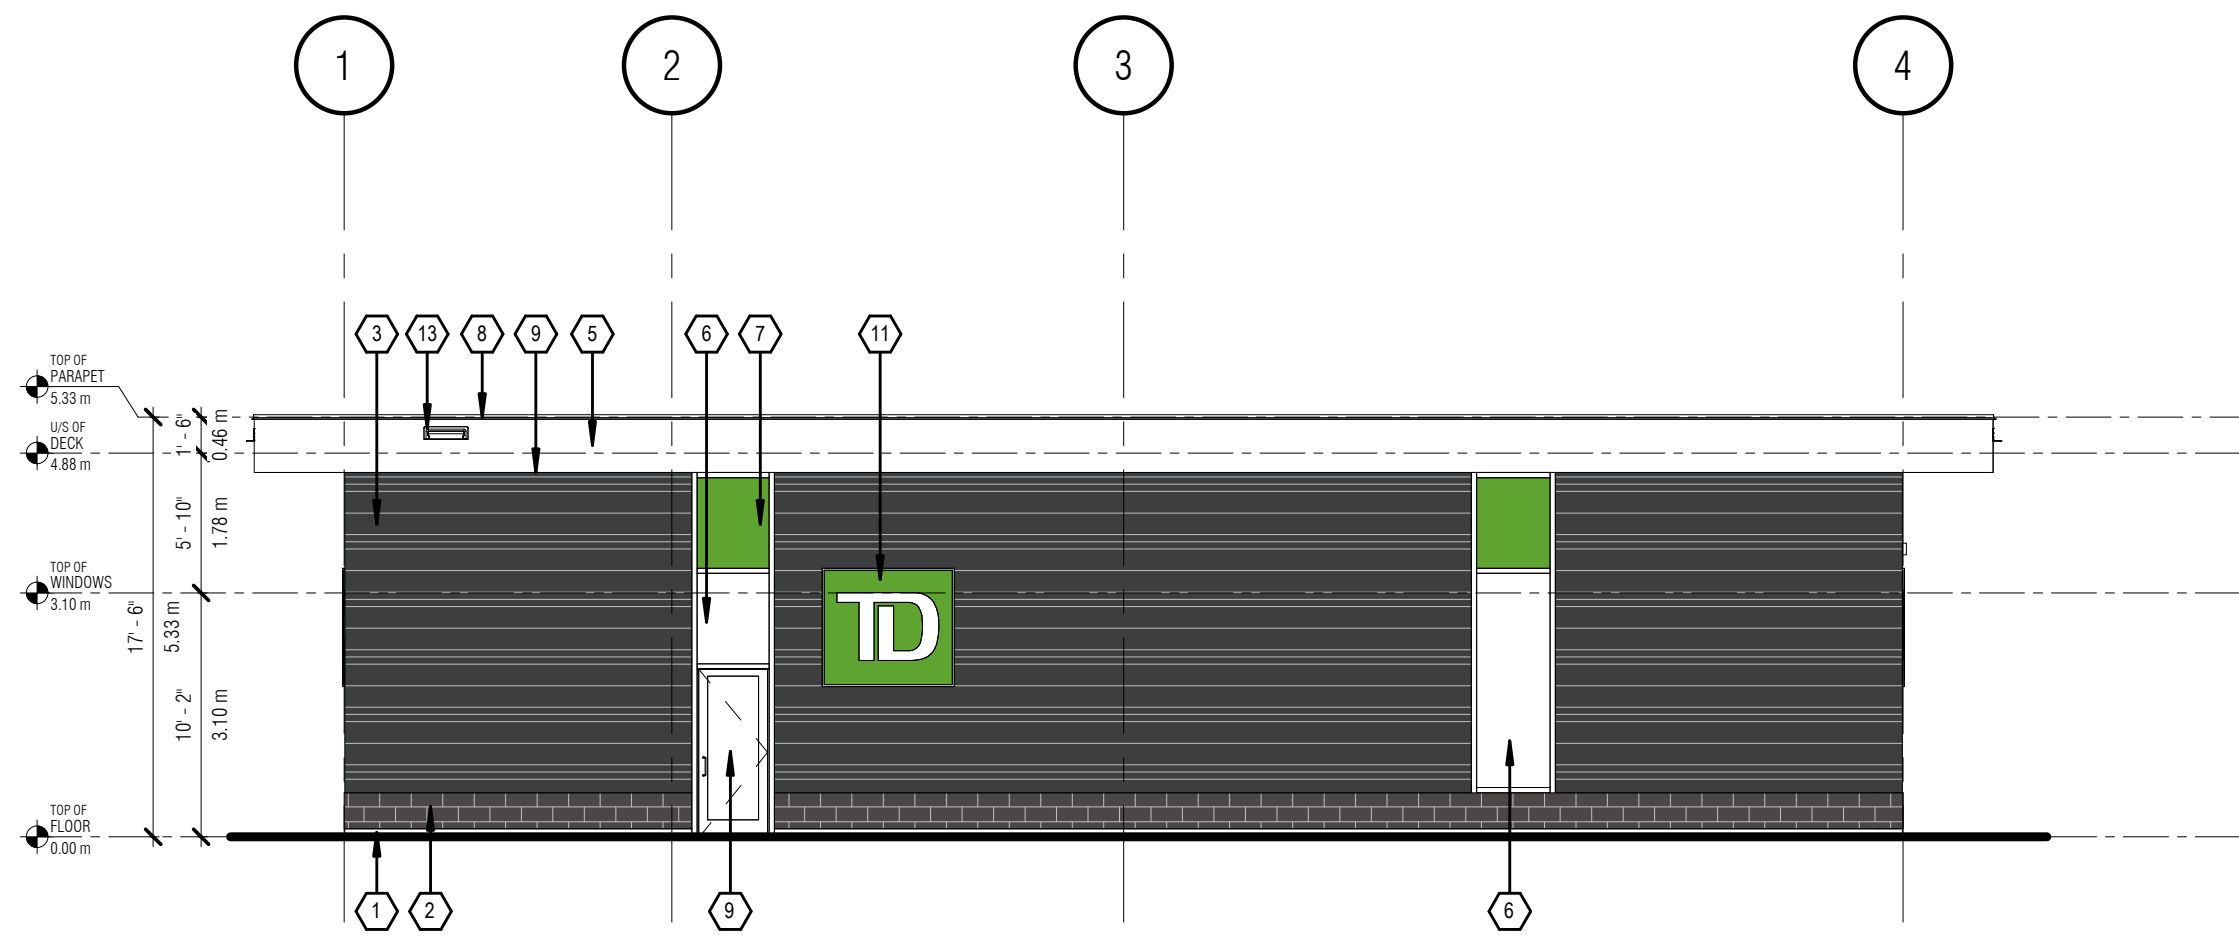 1
2
3
4
3
13
8
9
5
6
7
11
TOP OF
PARAPET
5.33 m
U/S OF
DECK
4.88 m
TOP OF
WINDOWS
3.10 m
TOP OF
FLOOR
0.00 m
17' - 6"
5.33 m
1' - 6"
0.46 m
5' - 10"
1.78 m
10' - 2"
3.10 m
TD
1
2
9
6